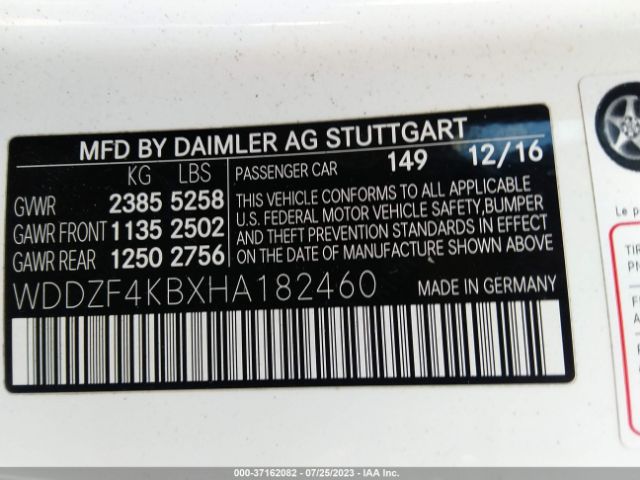 MFD BY DAIMLER AG STUTTGART
KG LBS
GVWR 2385 5258
GAWR FRONT 1135 2502
GAWR REAR 1250 2756
PASSENGER CAR 149 12/16
THIS VEHICLE CONFORMS TO ALL APPLICABLE
U.S. FEDERAL MOTOR VEHICLE SAFETY, BUMPER
AND THEFT PREVENTION STANDARDS IN EFFECT
ON THE DATE OF MANUFACTURE SHOWN ABOVE
WDDZF4KBXHA182460
MADE IN GERMANY
Le p
TIR
PN
000-37162082 - 07/25/2023 - IAA Inc.